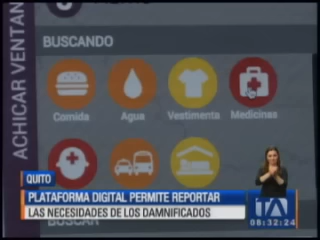 ACHICAR VENTAN
BUSCANDO
Comida
Agua
Vestimenta
Medicinas
QUITO
PLATAFORMA DIGITAL PERMITE REPORTAR
LAS NECESIDADES DE LOS DAMNIFICADOS
BUSCAR
TA
08:32:24